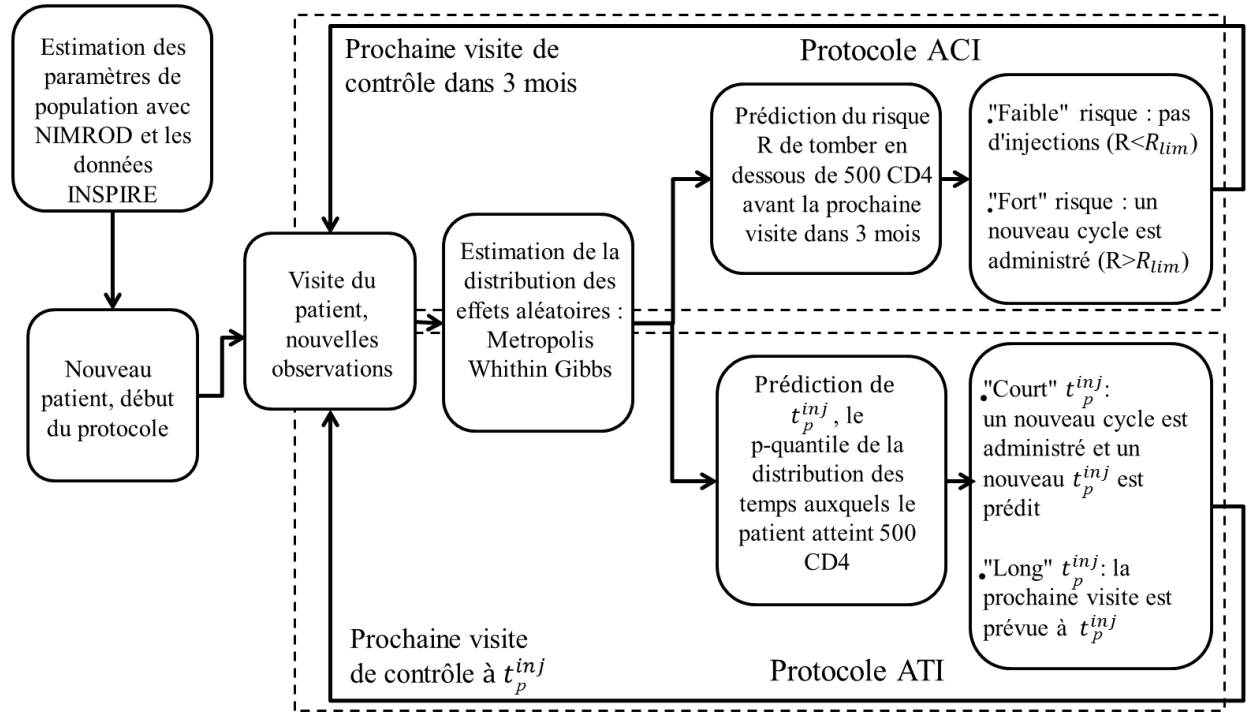 Estimation des
paramètres de
population avec
NIMROD et les
données
INSPIRE
Nouveau
patient, début
du protocole
Visite du
patient,
nouvelles
observations
Estimation de la
distribution des
effets aléatoires :
Metropolis
Whithin Gibbs
Prochaine visite de
contrôle dans 3 mois
Protocole ACI
Prédiction du risque
R de tomber en
dessous de 500 CD4
avant la prochaine
visite dans 3 mois
"Faible" risque : pas
d'injections (R<R_{lim})
"Fort" risque : un
nouveau cycle est
administré (R>R_{lim})
Prédiction de
t_p^{inj}, le
p-quantile de la
distribution des
temps auxquels le
patient atteint 500
CD4
"Court" t_p^{inj}:
un nouveau cycle est
administré et un
nouveau t_p^{inj} est
prédit
"Long" t_p^{inj}: la
prochaine visite est
prévue à t_p^{inj}
Prochaine visite
de contrôle à t_p^{inj}
Protocole ATI